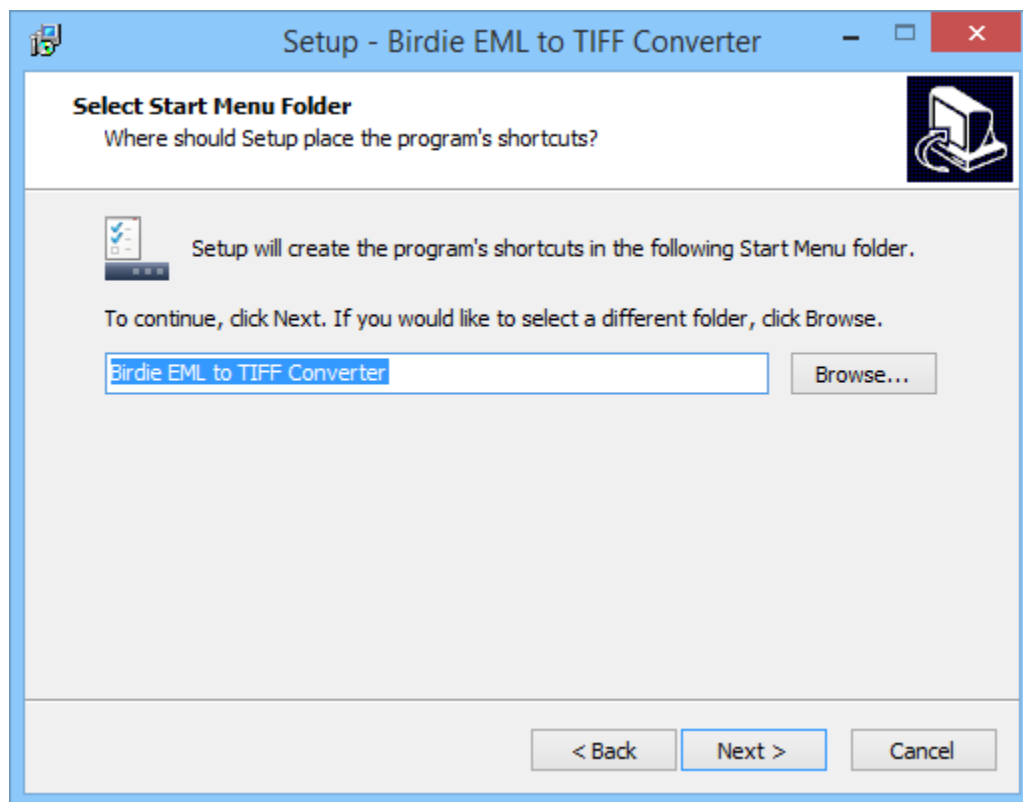 Setup - Birdie EML to TIFF Converter
Select Start Menu Folder
Where should Setup place the program's shortcuts?
Setup will create the program's shortcuts in the following Start Menu folder.
To continue, click Next. If you would like to select a different folder, click Browse.
Birdie EML to TIFF Converter
Browse...
< Back
Next >
Cancel